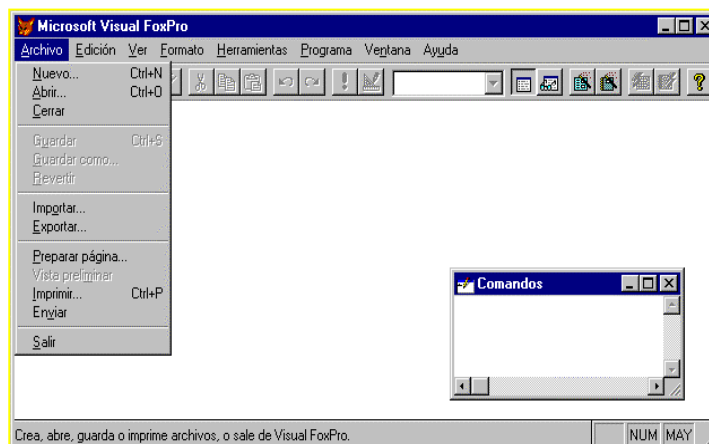 Microsoft Visual FoxPro
Archivo Edición Ver Formato Herramientas Programa Ventana Ayuda
Nuevo... Ctrl+N
Abrir... Ctrl+O
Cerrar
Guardar Ctrl+S
Guardar como...
Revertir
Importar...
Exportar...
Preparar página...
Vista preliminar
Imprimir... Ctrl+P
Enviar
Salir
Comandos
Crea, abre, guarda o imprime archivos, o sale de Visual FoxPro. NUM MAY